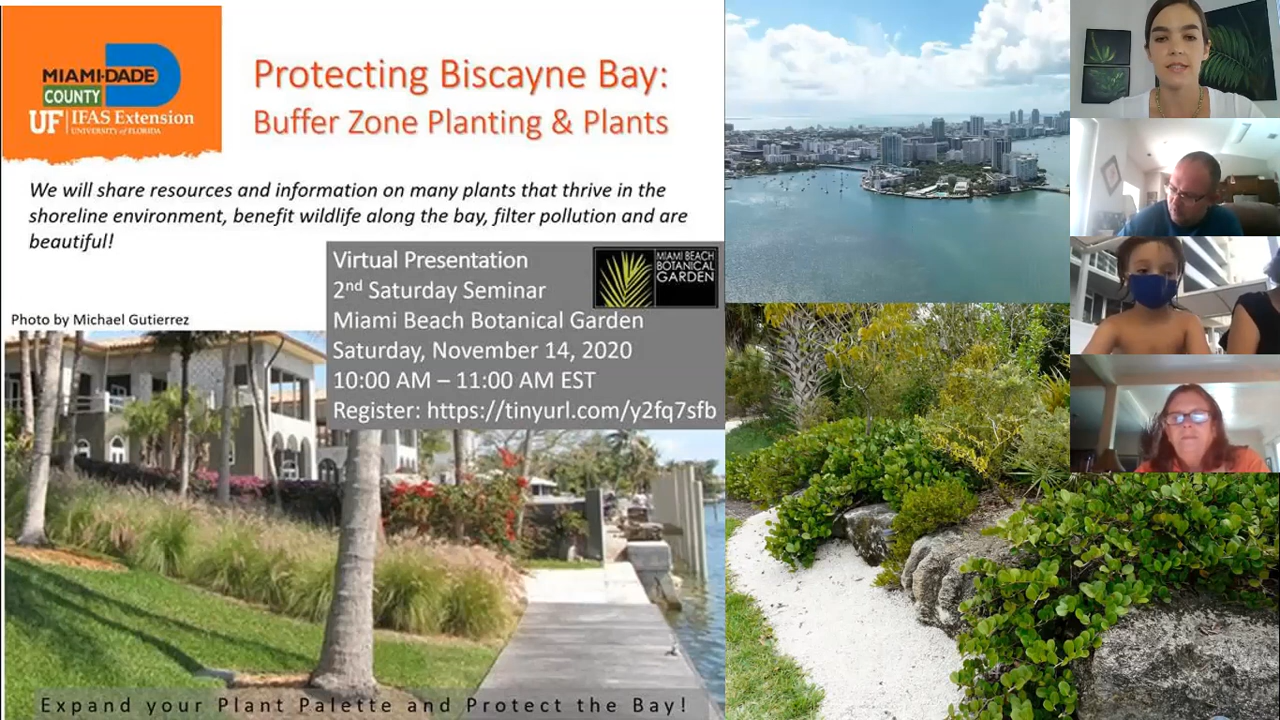 MIAMI-DADE
COUNTY
UF | IFAS Extension
UNIVERSITY of FLORIDA
Protecting Biscayne Bay:
Buffer Zone Planting & Plants
We will share resources and information on many plants that thrive in the
shoreline environment, benefit wildlife along the bay, filter pollution and are
beautiful!
Virtual Presentation
2nd Saturday Seminar
Miami Beach Botanical Garden
Saturday, November 14, 2020
10:00 AM – 11:00 AM EST
Register: https://tinyurl.com/y2fq7sfb
MIAMI BEACH
BOTANICAL
GARDEN
Photo by Michael Gutierrez
Expand your Plant Palette and Protect the Bay!